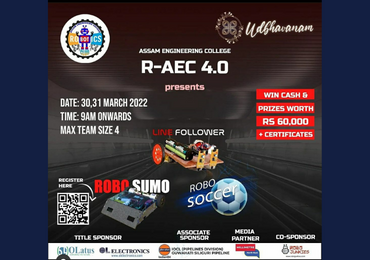 ROBOTICS
Udbhavanam
ASSAM ENGINEERING COLLEGE
R-AEC 4.0
presents
DATE: 30,31 MARCH 2022
TIME: 9AM ONWARDS
MAX TEAM SIZE 4
WIN CASH &
PRIZES WORTH
RS 60,000
+ CERTIFICATES
LINE FOLLOWER
REGISTER
HERE
ROBO SUMO
ROBO
soccer
TITLE SPONSOR
ASSOCIATE
SPONSOR
MEDIA
PARTNER
CO-SPONSOR
ELECTRONICS
IOCL (PIPELINES DIVISION)
GUWAHATI-SILIGURI PIPELINE